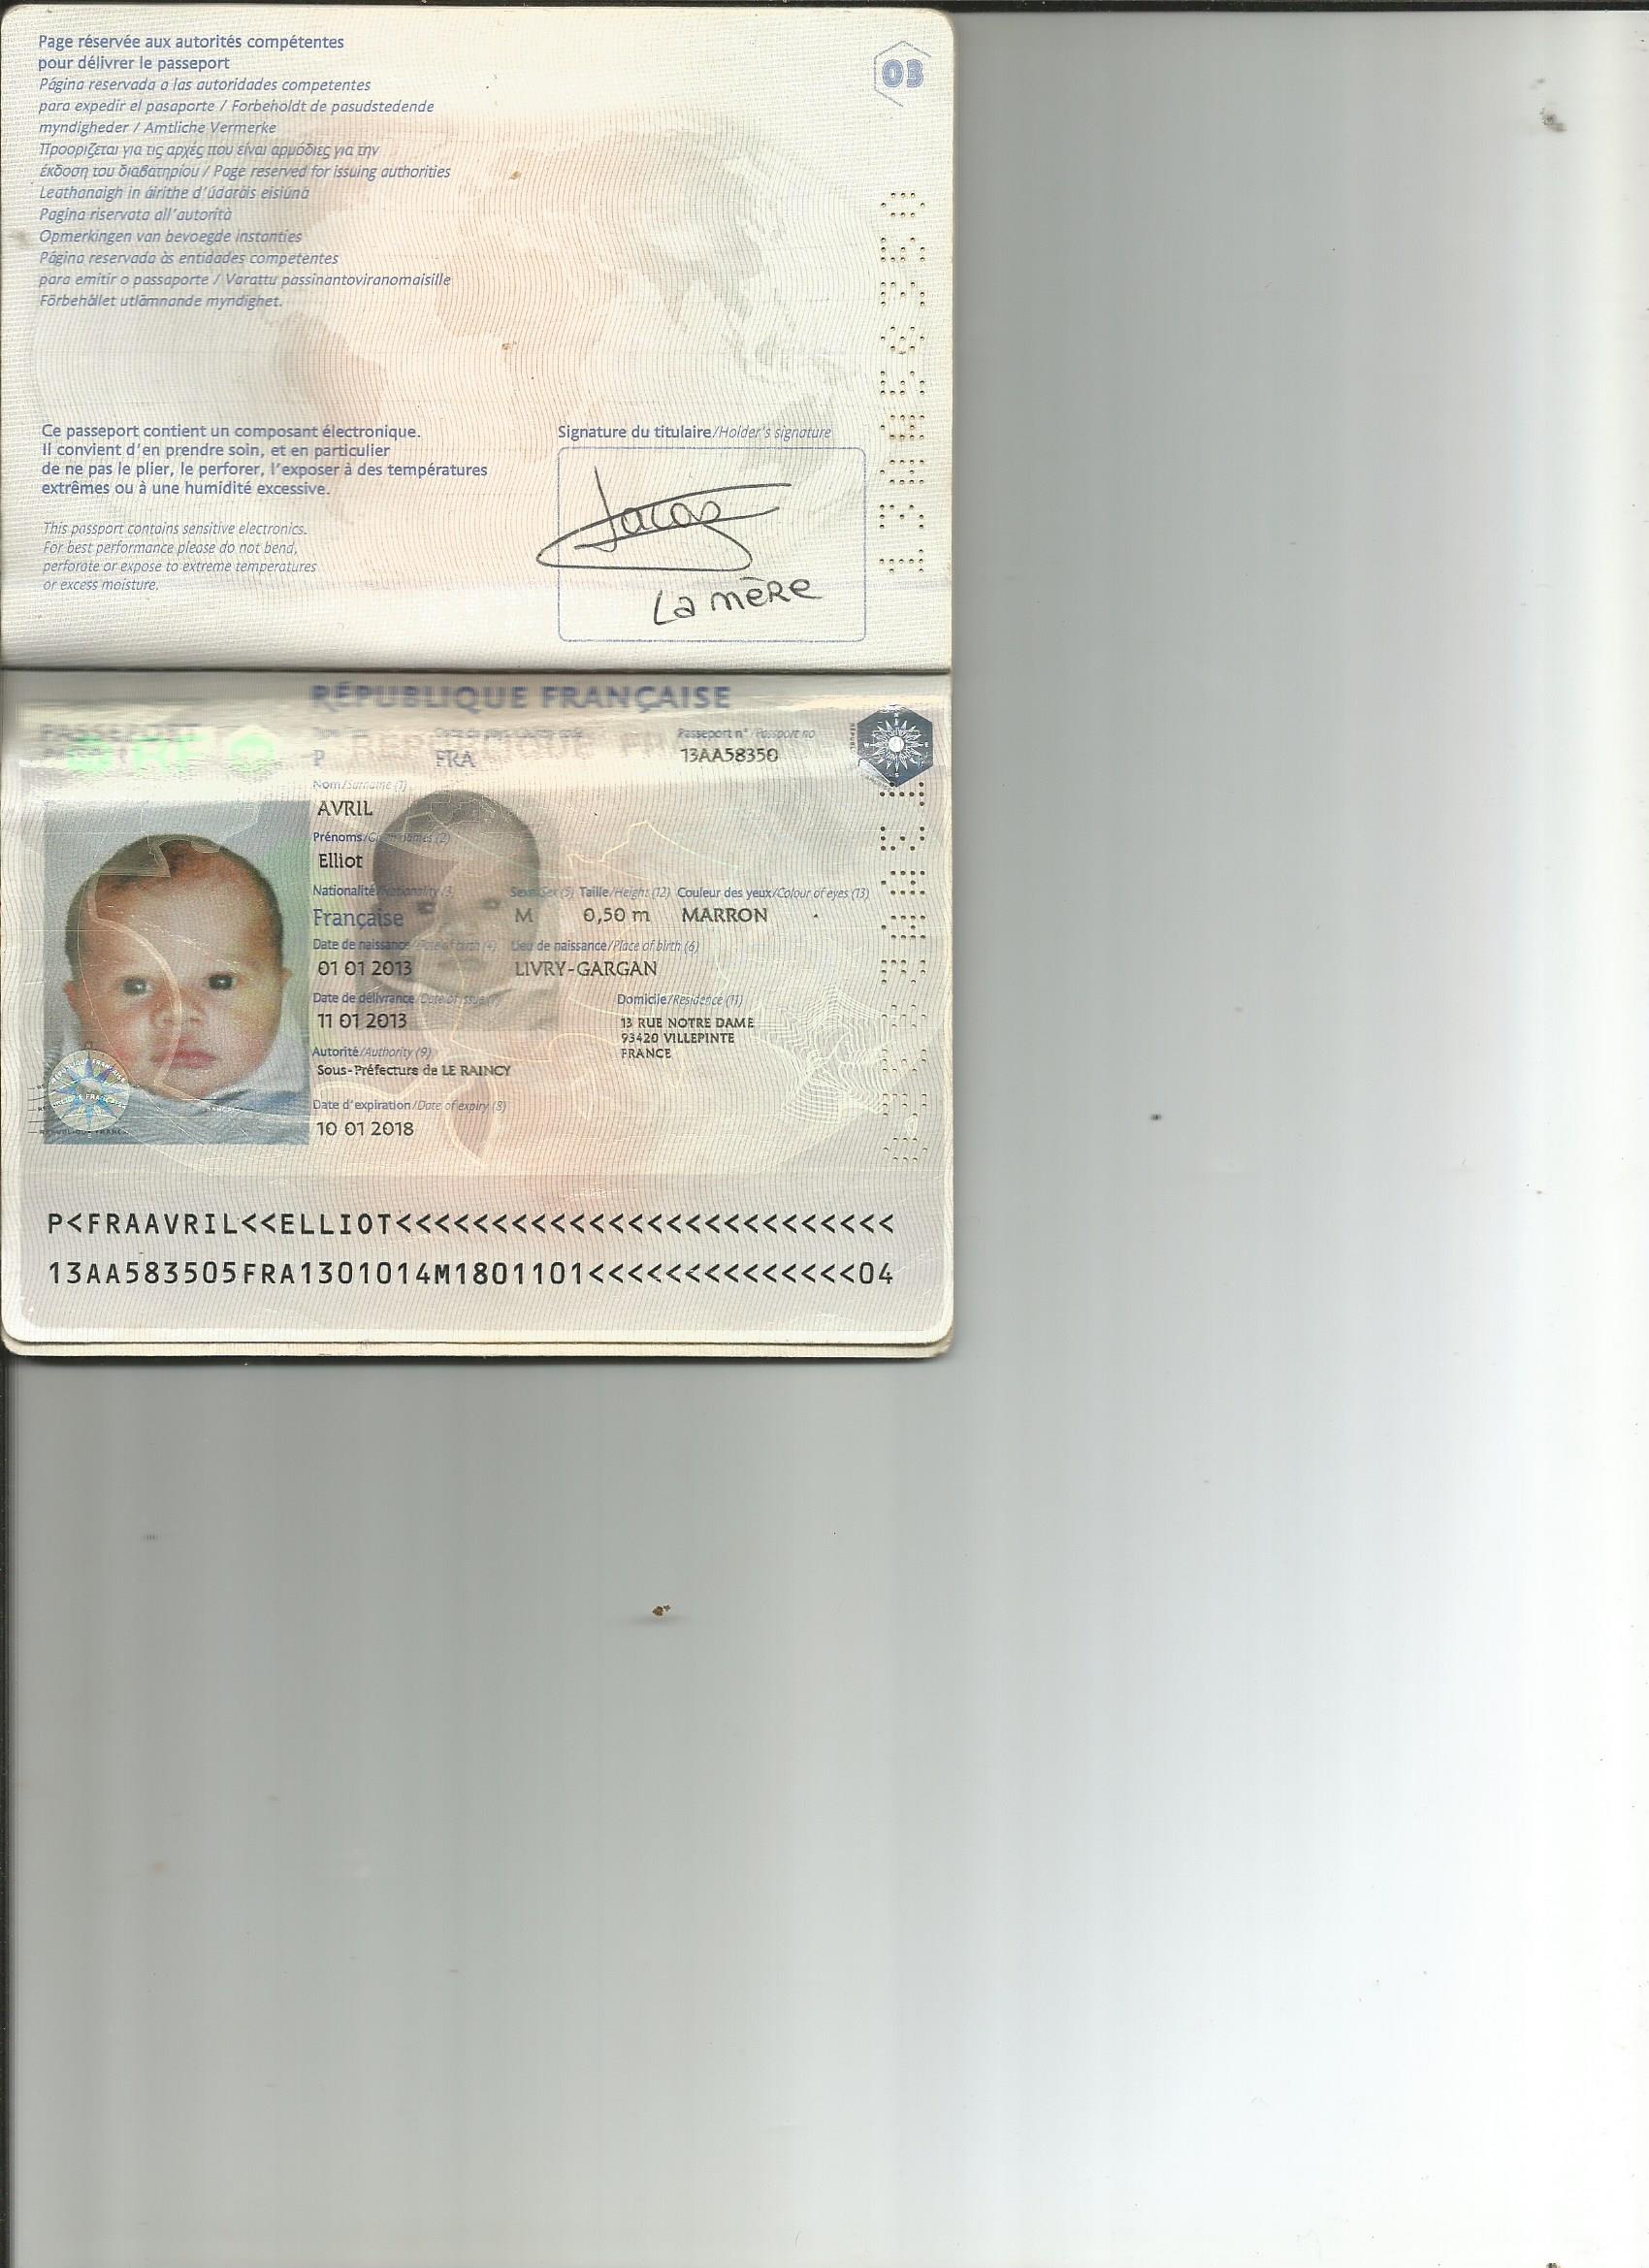 Page réservée aux autorités compétentes
pour délivrer le passeport
Página reservada a las autoridades competentes
para expedir el pasaporte / Forbeholdt de pasudstedende
myndigheder / Amtliche Vermerke
Προορίζεται για τις αρχές που είναι αρμόδιες για την
έκδοση του διαβατηρίου / Page reserved for issuing authorities
Leathanaigh in áirithe d'údaráis eisiúna
Pagina riservata all'autorità
Opmerkingen van bevoegde instanties
Página reservada às entidades competentes
para emitir o passaporte / Varattu passinantoviranomaisille
Förbehållet utlämnande myndighet.
03
Ce passeport contient un composant électronique.
Il convient d'en prendre soin, et en particulier
de ne pas le plier, le perforer, l'exposer à des températures
extrêmes ou à une humidité excessive.
This passport contains sensitive electronics.
For best performance please do not bend,
perforate or expose to extreme temperatures
or excess moisture.
Signature du titulaire/Holder's signature
La mère
RÉPUBLIQUE FRANÇAISE
RF
Passeport n°/Passport no
P FRA 13AA58350
Nom/Surname (1)
AVRIL
Prénoms/Given names (2)
Elliot
Nationalité/Nationality (3) Sexe/Sex (5) Taille/Height (12) Couleur des yeux/Colour of eyes (13)
Française M 0,50 m MARRON
Date de naissance/Date of birth (4) Lieu de naissance/Place of birth (6)
01 01 2013 LIVRY-GARGAN
Date de délivrance/Date of issue Domicile/Residence (11)
11 01 2013 13 RUE NOTRE DAME
93420 VILLEPINTE
FRANCE
Autorité/Authority (9)
Sous-Préfecture de LE RAINCY
Date d'expiration/Date of expiry (8)
10 01 2018
P<FRAAVRIL<<ELLIOT<<<<<<<<<<<<<<<<<<<<<<<<<<
13AA583505FRA1301014M1801101<<<<<<<<<<<<<<04